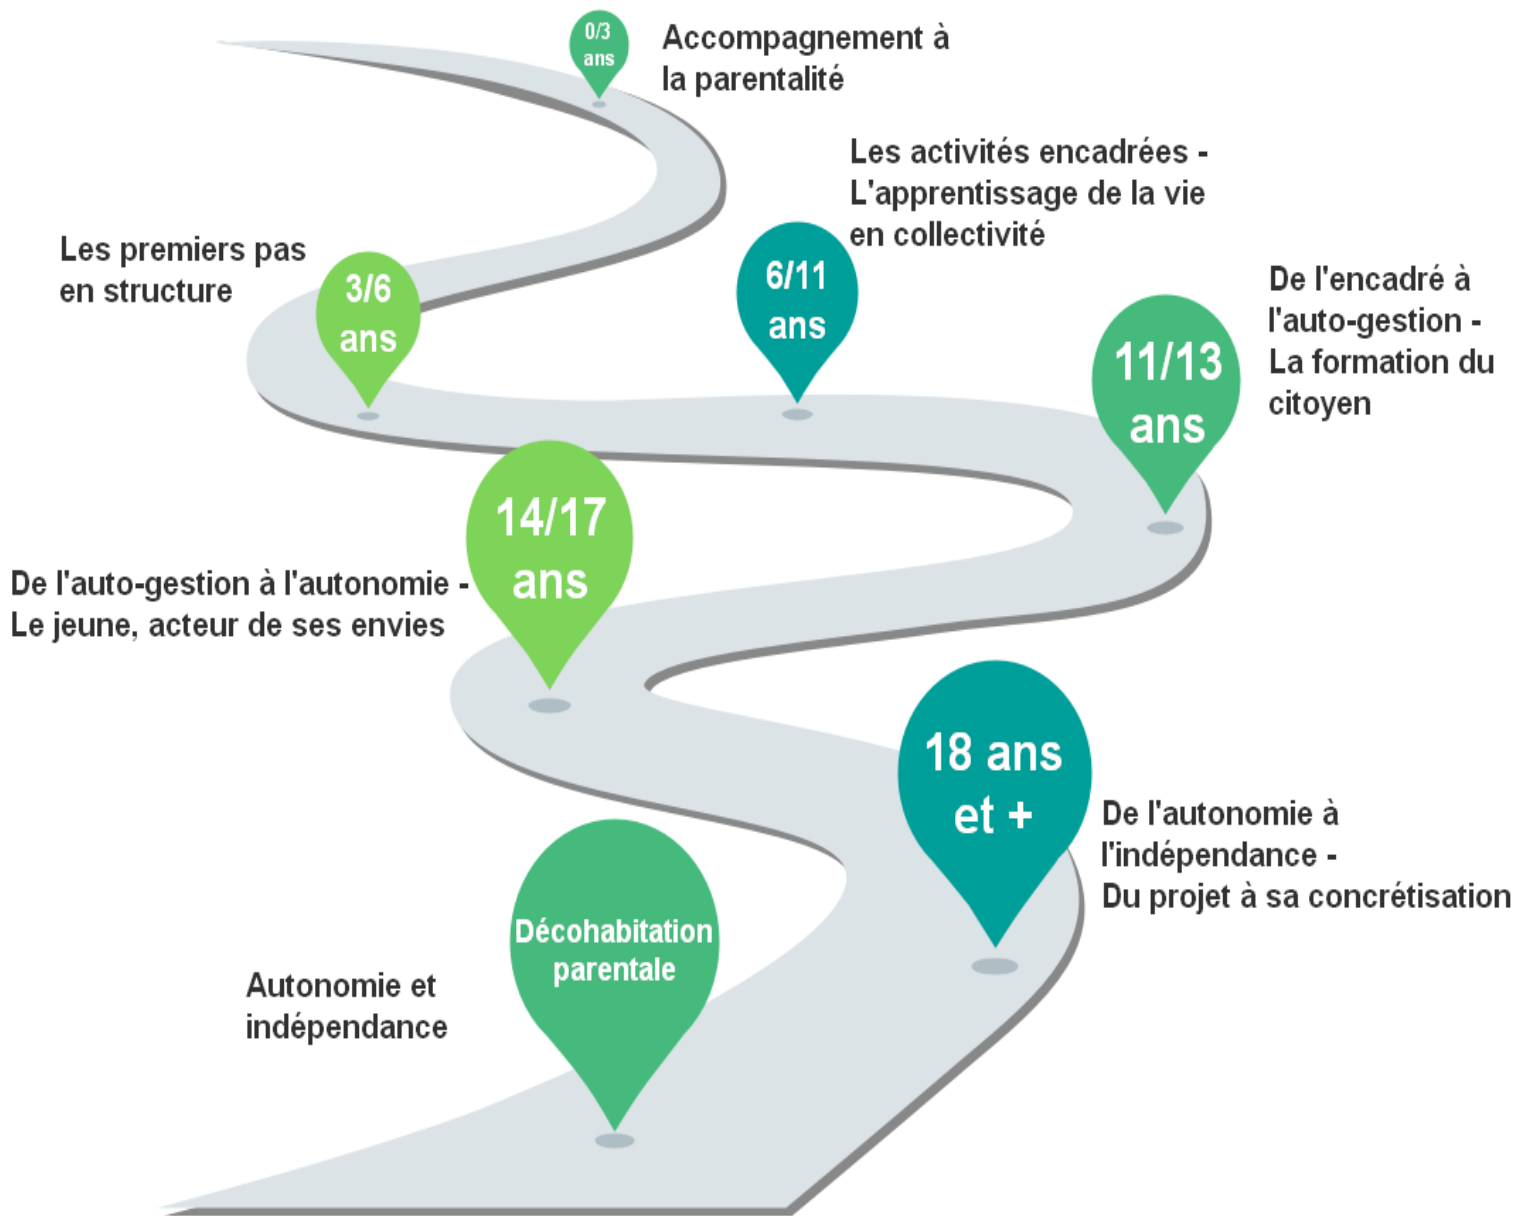 0/3
ans
Accompagnement à
la parentalité
Les premiers pas
en structure
3/6
ans
Les activités encadrées -
L'apprentissage de la vie
en collectivité
6/11
ans
De l'encadré à
l'auto-gestion -
La formation du
citoyen
11/13
ans
14/17
ans
De l'auto-gestion à l'autonomie -
Le jeune, acteur de ses envies
18 ans
et +
De l'autonomie à
l'indépendance -
Du projet à sa concrétisation
Décohabitation
parentale
Autonomie et
indépendance